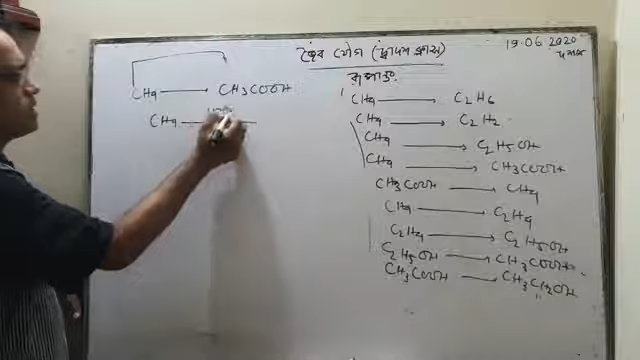 জৈব যৌগ (দ্বাদশ ক্লাস)
19.06.2020
রূপান্তর
CH4 → CH3COOH
CH4
CH4 → C2H6
CH4 → C2H2
CH4 → C2H5OH
CH4 → CH3COOH
CH3COOH → CH4
CH4 → C2H4
C2H4 → C2H5OH
C2H5OH → CH3COOH
CH3COOH → CH3CH2OH